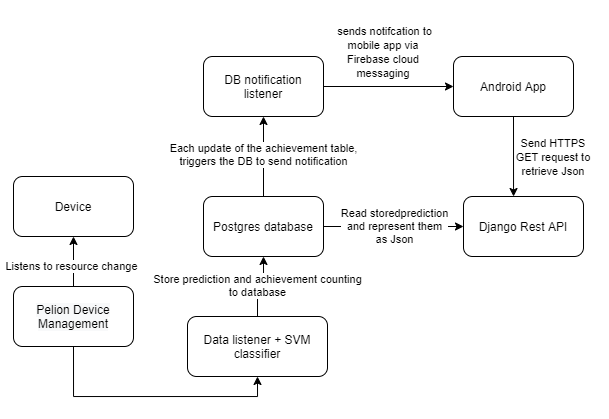 sends notifcation to
mobile app via
Firebase cloud
messaging
DB notification
listener
Android App
Each update of the achievement table,
triggers the DB to send notification
Send HTTPS
GET request to
retrieve Json
Device
Postgres database
Read storedprediction
and represent them
as Json
Django Rest API
Listens to resource change
Store prediction and achievement counting
to database
Pelion Device
Management
Data listener + SVM
classifier